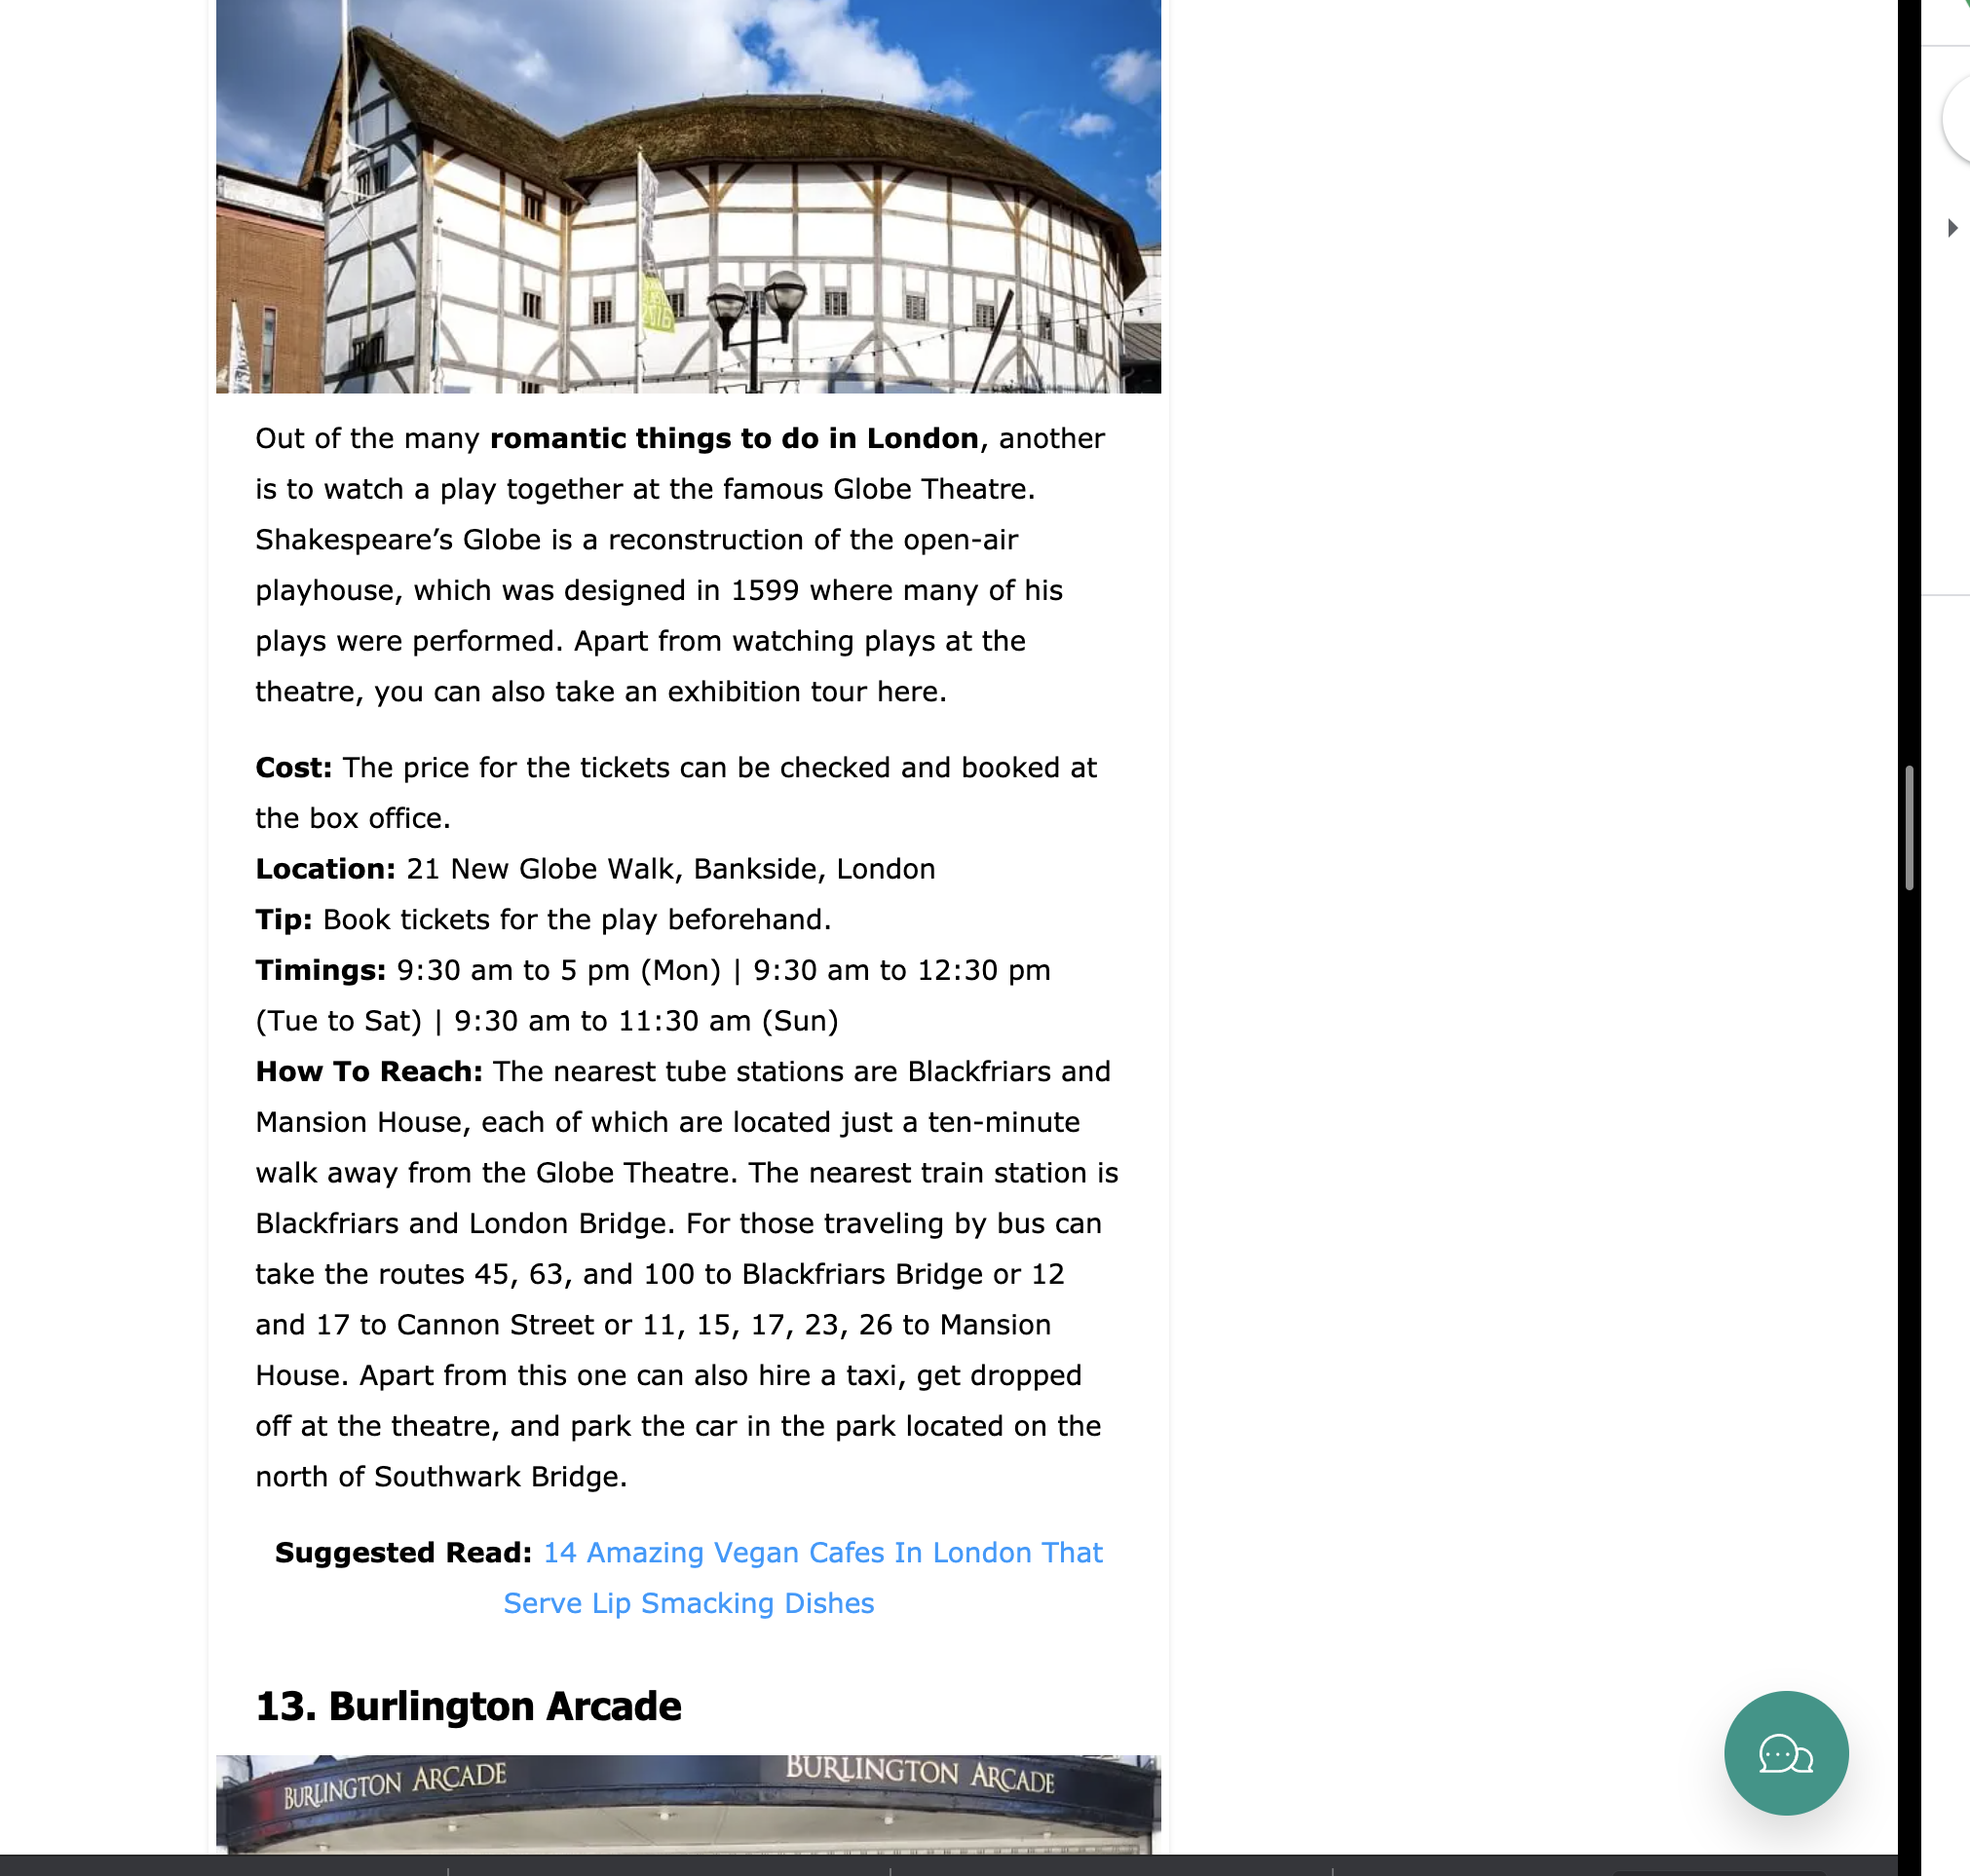 2016
Out of the many romantic things to do in London, another
is to watch a play together at the famous Globe Theatre.
Shakespeare’s Globe is a reconstruction of the open-air
playhouse, which was designed in 1599 where many of his
plays were performed. Apart from watching plays at the
theatre, you can also take an exhibition tour here.
Cost: The price for the tickets can be checked and booked at
the box office.
Location: 21 New Globe Walk, Bankside, London
Tip: Book tickets for the play beforehand.
Timings: 9:30 am to 5 pm (Mon) | 9:30 am to 12:30 pm
(Tue to Sat) | 9:30 am to 11:30 am (Sun)
How To Reach: The nearest tube stations are Blackfriars and
Mansion House, each of which are located just a ten-minute
walk away from the Globe Theatre. The nearest train station is
Blackfriars and London Bridge. For those traveling by bus can
take the routes 45, 63, and 100 to Blackfriars Bridge or 12
and 17 to Cannon Street or 11, 15, 17, 23, 26 to Mansion
House. Apart from this one can also hire a taxi, get dropped
off at the theatre, and park the car in the park located on the
north of Southwark Bridge.
Suggested Read: 14 Amazing Vegan Cafes In London That
Serve Lip Smacking Dishes
13. Burlington Arcade
BURLINGTON ARCADE
BURLINGTON ARCADE